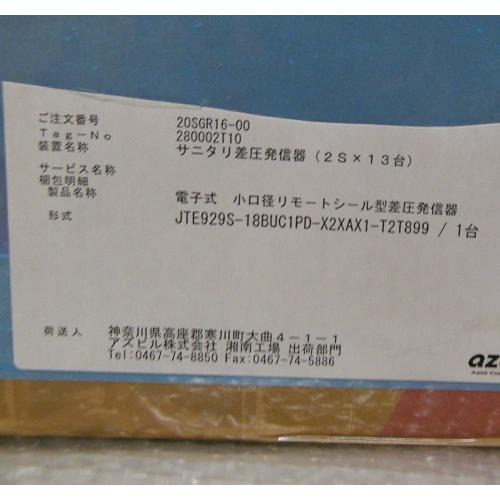 ご注文番号 20SGR16-00
Tag-No 280002T10
装置名称 サニタリ差圧発信器(2S×13台)
サービス名称
梱包明細
製品名称 電子式 小口径リモートシール型差圧発信器
形式 JTE929S-18BUC1PD-X2XAX1-T2T899 / 1台
荷送人 神奈川県高座郡寒川町大曲4-1-1
アズビル株式会社 湘南工場 出荷部門
Tel:0467-74-8850 Fax:0467-74-5886